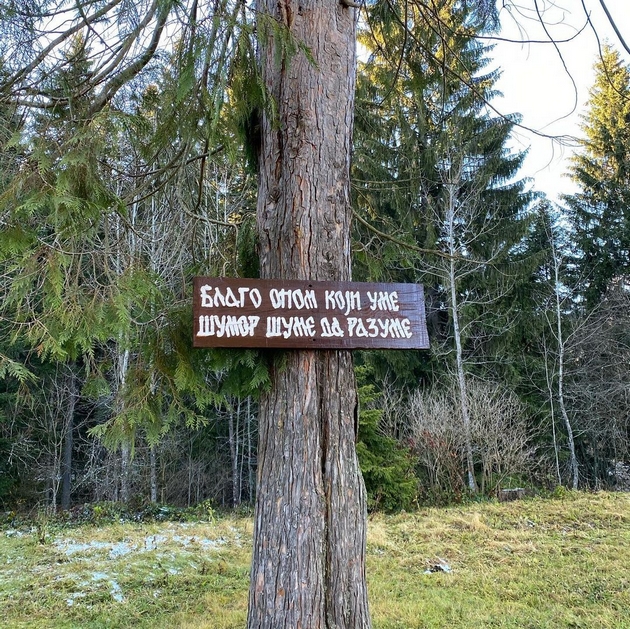 Благо оном који уме
шумор шуме да разуме